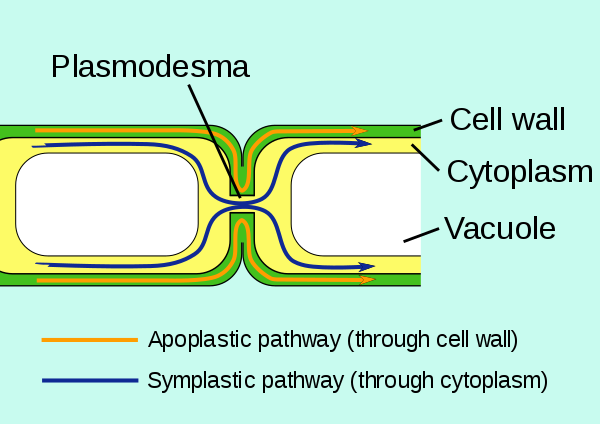 Plasmodesma
Cell wall
Cytoplasm
Vacuole
Apoplastic pathway (through cell wall)
Symplastic pathway (through cytoplasm)